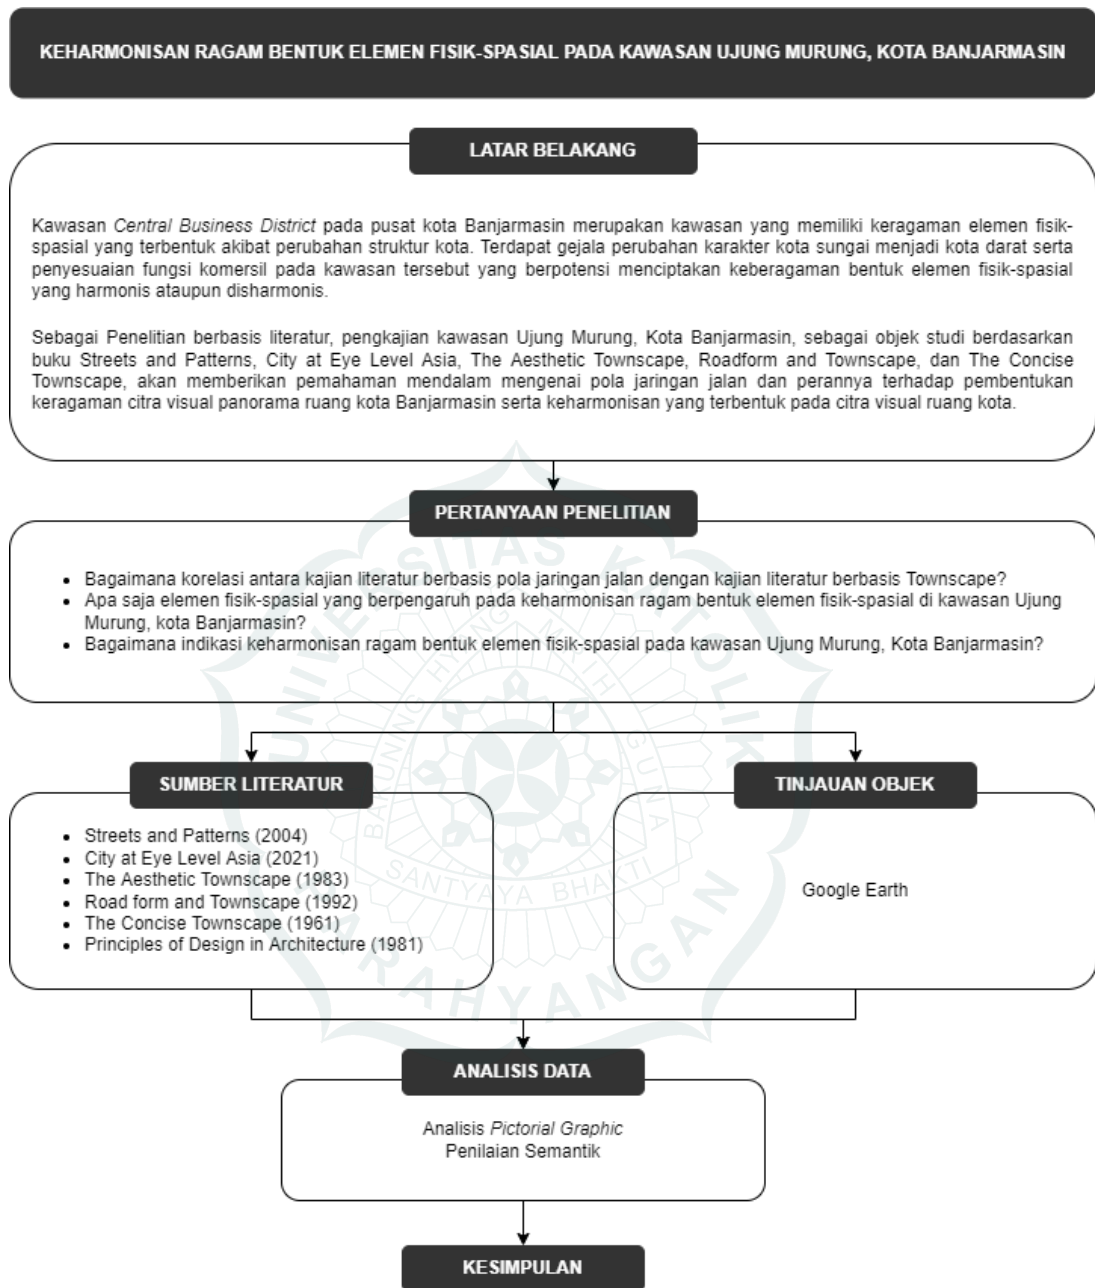 KEHARMONISAN RAGAM BENTUK ELEMEN FISIK-SPASIAL PADA KAWASAN UJUNG MURUNG, KOTA BANJARMASIN
LATAR BELAKANG
Kawasan Central Business District pada pusat kota Banjarmasin merupakan kawasan yang memiliki keragaman elemen fisik-
spasial yang terbentuk akibat perubahan struktur kota. Terdapat gejala perubahan karakter kota sungai menjadi kota darat serta
penyesuaian fungsi komersil pada kawasan tersebut yang berpotensi menciptakan keberagaman bentuk elemen fisik-spasial
yang harmonis ataupun disharmonis.
Sebagai Penelitian berbasis literatur, pengkajian kawasan Ujung Murung, Kota Banjarmasin, sebagai objek studi berdasarkan
buku Streets and Patterns, City at Eye Level Asia, The Aesthetic Townscape, Roadform and Townscape, dan The Concise
Townscape, akan memberikan pemahaman mendalam mengenai pola jaringan jalan dan perannya terhadap pembentukan
keragaman citra visual panorama ruang kota Banjarmasin serta keharmonisan yang terbentuk pada citra visual ruang kota.
PERTANYAAN PENELITIAN
• Bagaimana korelasi antara kajian literatur berbasis pola jaringan jalan dengan kajian literatur berbasis Townscape?
• Apa saja elemen fisik-spasial yang berpengaruh pada keharmonisan ragam bentuk elemen fisik-spasial di kawasan Ujung
Murung, kota Banjarmasin?
• Bagaimana indikasi keharmonisan ragam bentuk elemen fisik-spasial pada kawasan Ujung Murung, Kota Banjarmasin?
SUMBER LITERATUR
• Streets and Patterns (2004)
• City at Eye Level Asia (2021)
• The Aesthetic Townscape (1983)
• Road form and Townscape (1992)
• The Concise Townscape (1961)
• Principles of Design in Architecture (1981)
TINJAUAN OBJEK
Google Earth
ANALISIS DATA
Analisis Pictorial Graphic
Penilaian Semantik
KESIMPULAN
UNIVERSITAS KATOLIK
PARAHYANGAN
SANTYAYA BHAKTI